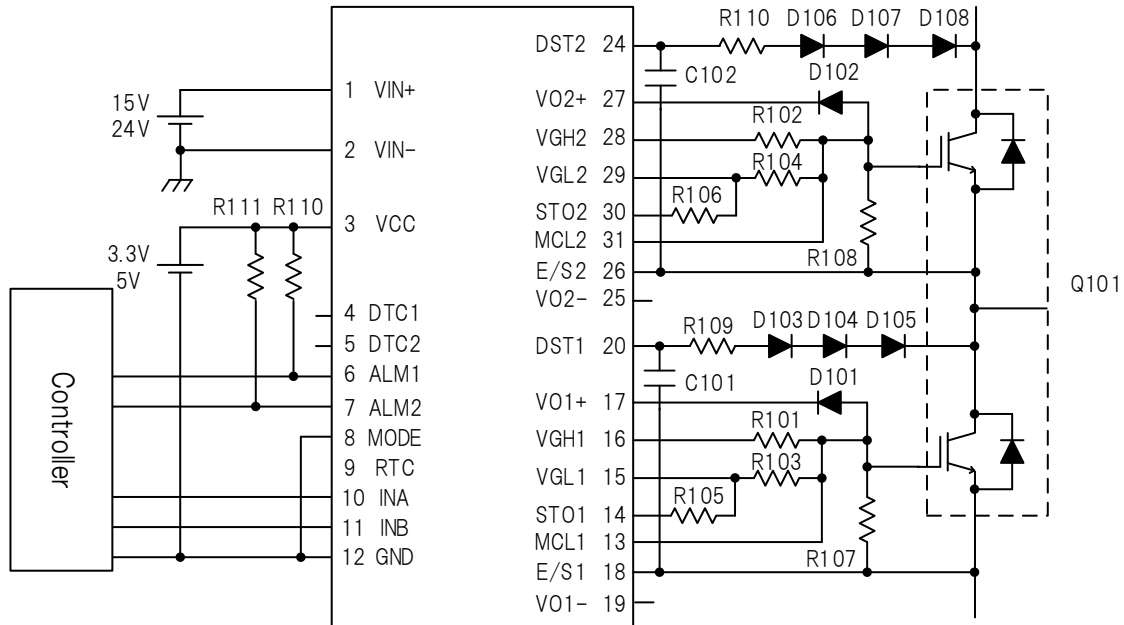 R110 D106 D107 D108
DST2 24
C102
D102
VO2+ 27
1 VIN+
15V
24V
R102
VGH2 28
2 VIN-
R104
VGL2 29
R106
STO2 30
R111 R110
3 VCC
MCL2 31
3.3V
5V
R108
E/S2 26
VO2- 25
Q101
4 DTC1
R109 D103 D104 D105
5 DTC2
DST1 20
6 ALM1
C101
D101
7 ALM2
VO1+ 17
Controller
8 MODE
R101
VGH1 16
9 RTC
R103
VGL1 15
10 INA
R105
STO1 14
11 INB
MCL1 13
12 GND
R107
E/S1 18
VO1- 19